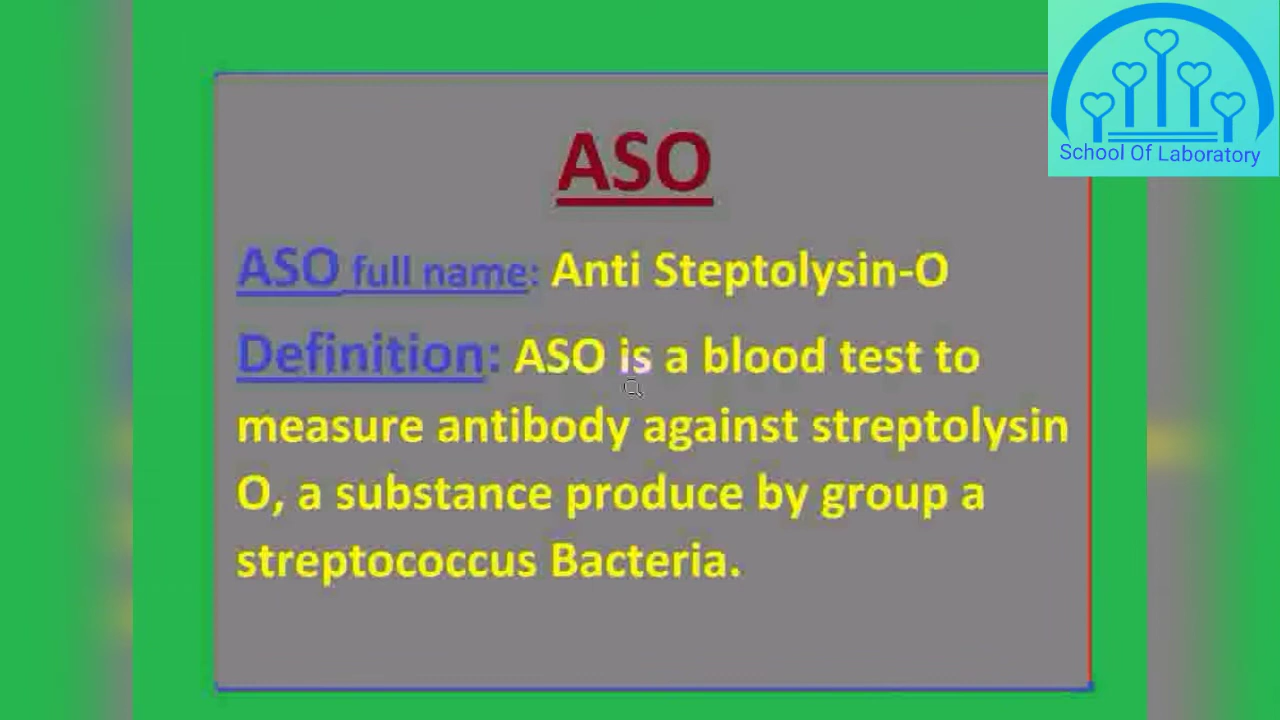 School Of Laboratory
ASO
ASO full name: Anti Steptolysin-O
Definition: ASO is a blood test to
measure antibody against streptolysin
O, a substance produce by group a
streptococcus Bacteria.